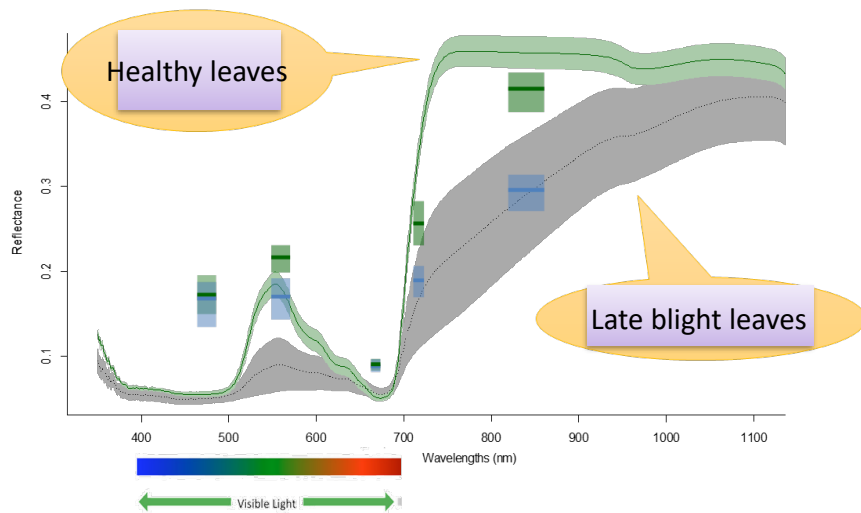 Healthy leaves
0.4
0.3
Reflectance
0.2
Late blight leaves
0.1
400 500 600 700 800 900 1000 1100
Wavelengths (nm)
Visible Light